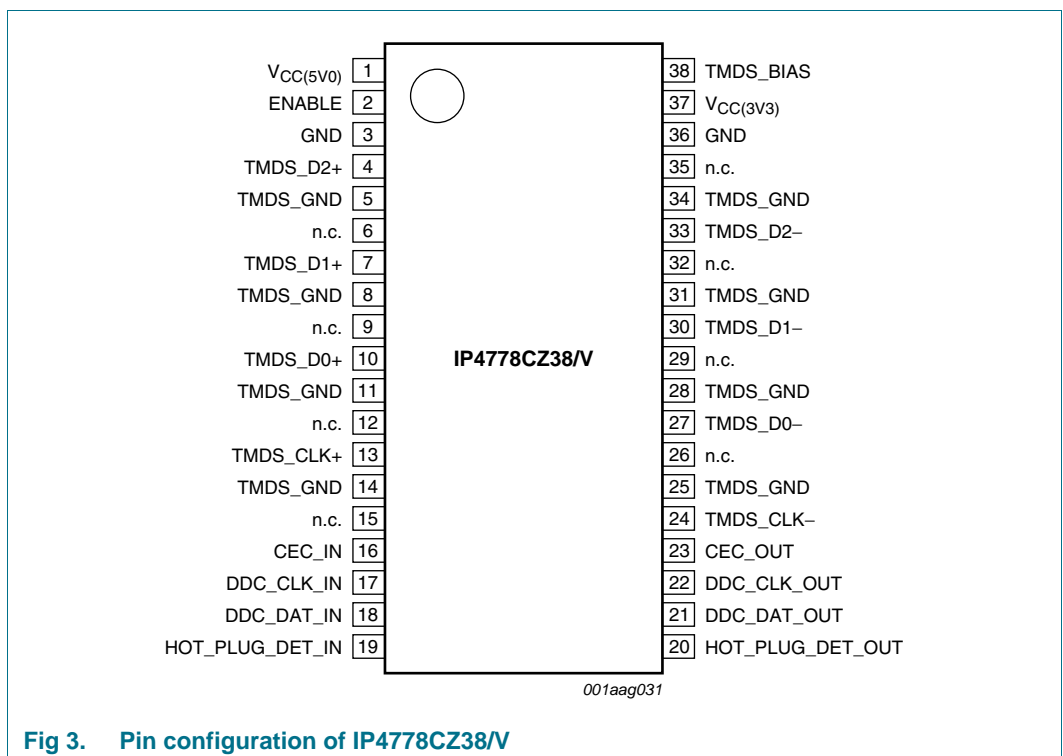 VCC(5V0) 1
ENABLE 2
GND 3
TMDS_D2+ 4
TMDS_GND 5
n.c. 6
TMDS_D1+ 7
TMDS_GND 8
n.c. 9
TMDS_D0+ 10
TMDS_GND 11
n.c. 12
TMDS_CLK+ 13
TMDS_GND 14
n.c. 15
CEC_IN 16
DDC_CLK_IN 17
DDC_DAT_IN 18
HOT_PLUG_DET_IN 19
IP4778CZ38/V
38 TMDS_BIAS
37 VCC(3V3)
36 GND
35 n.c.
34 TMDS_GND
33 TMDS_D2−
32 n.c.
31 TMDS_GND
30 TMDS_D1−
29 n.c.
28 TMDS_GND
27 TMDS_D0−
26 n.c.
25 TMDS_GND
24 TMDS_CLK−
23 CEC_OUT
22 DDC_CLK_OUT
21 DDC_DAT_OUT
20 HOT_PLUG_DET_OUT
001aag031
Fig 3. Pin configuration of IP4778CZ38/V